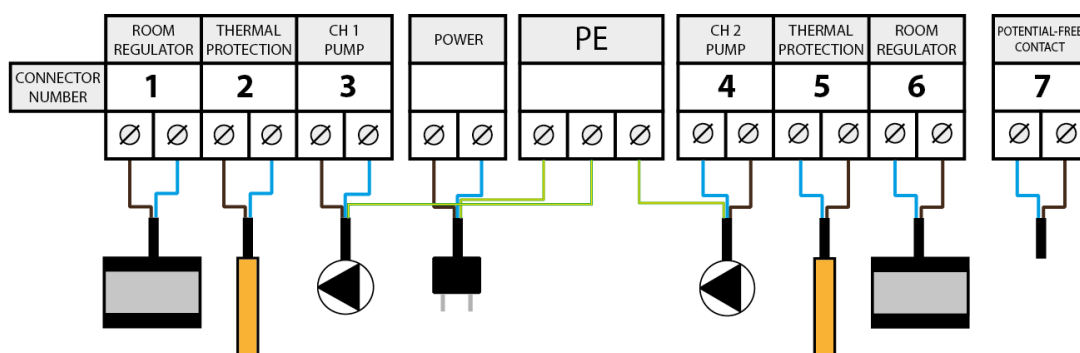 ROOM
REGULATOR
THERMAL
PROTECTION
CH 1
PUMP
POWER
PE
CH 2
PUMP
THERMAL
PROTECTION
ROOM
REGULATOR
POTENTIAL-FREE
CONTACT
CONNECTOR
NUMBER
1
2
3
4
5
6
7